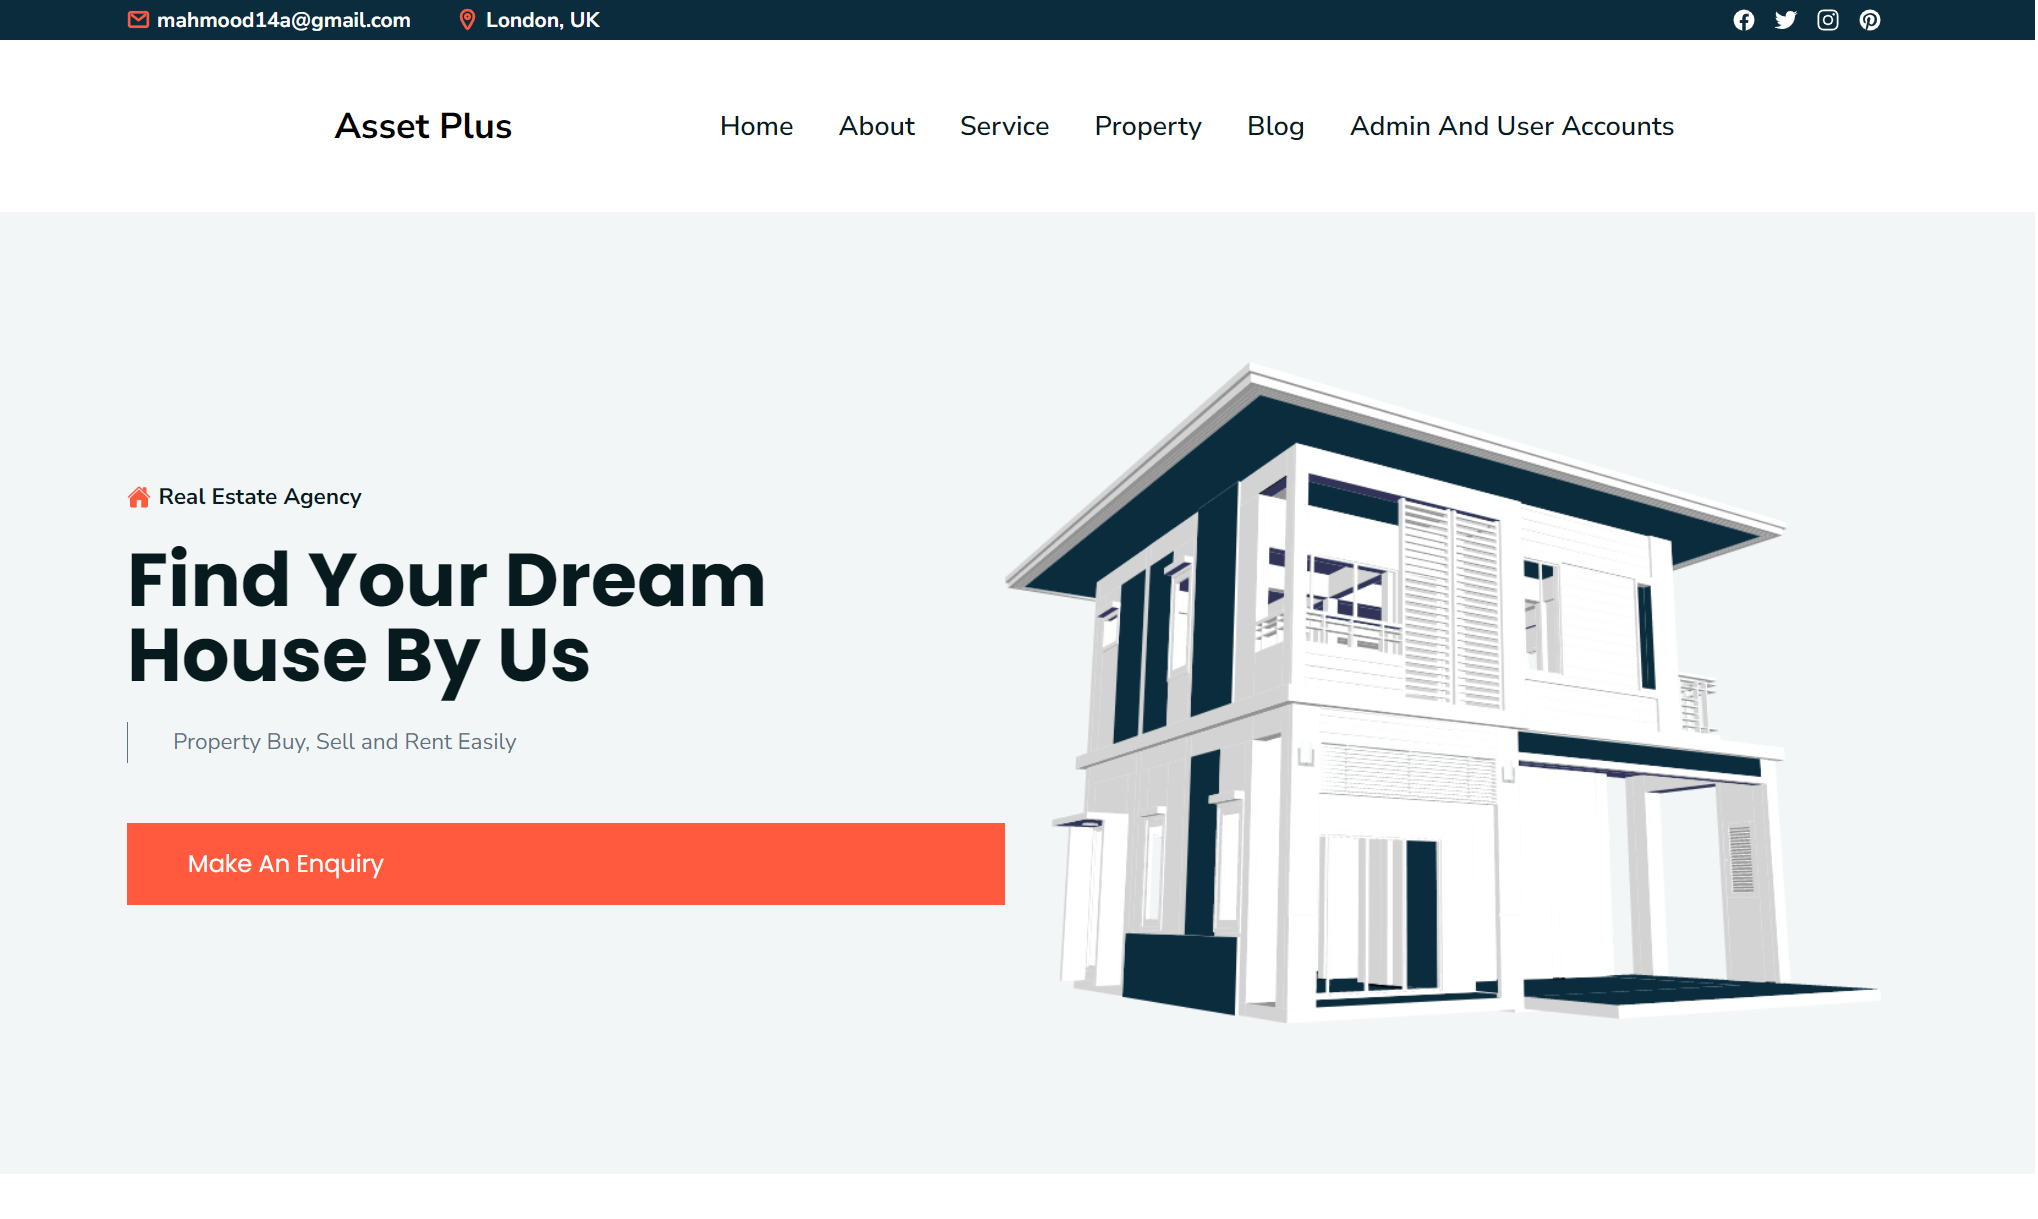 mahmood14a@gmail.com London, UK
Asset Plus Home About Service Property Blog Admin And User Accounts
Real Estate Agency
Find Your Dream
House By Us
Property Buy, Sell and Rent Easily
Make An Enquiry